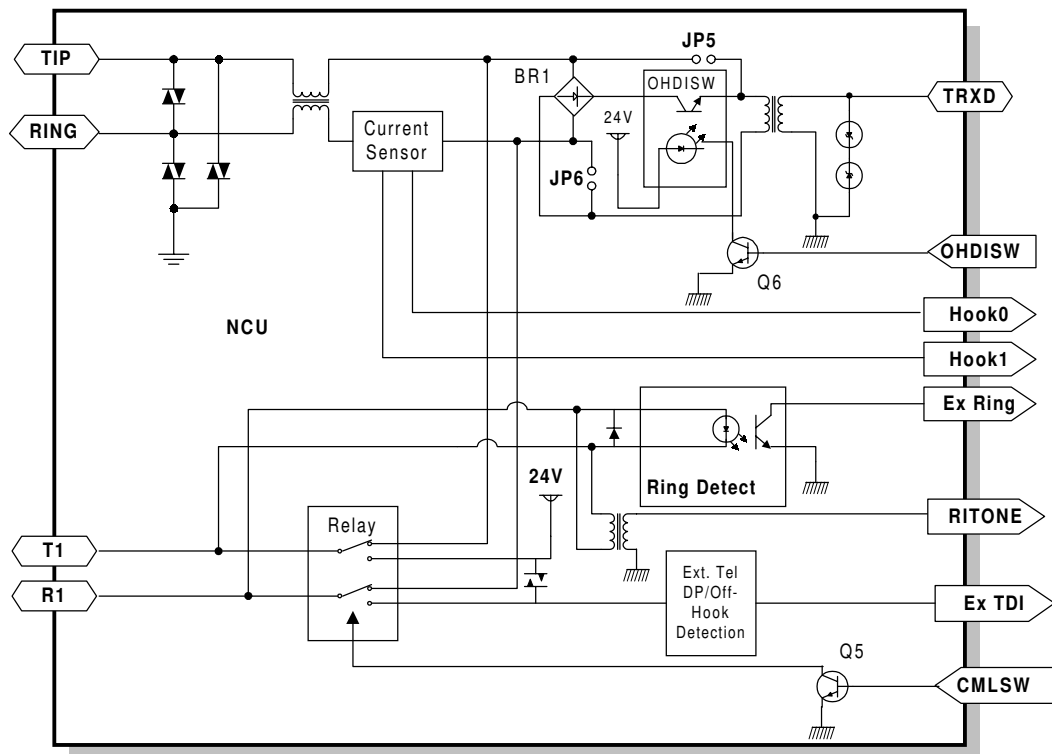 JP5
TIP
BR1
OHDISW
TRXD
24V
RING
Current
Sensor
JP6
OHDISW
Q6
Hook0
NCU
Hook1
Ex Ring
24V
Ring Detect
Relay
RITONE
T1
Ext. Tel
DP/Off-
Hook
Detection
R1
Ex TDI
Q5
CMLSW